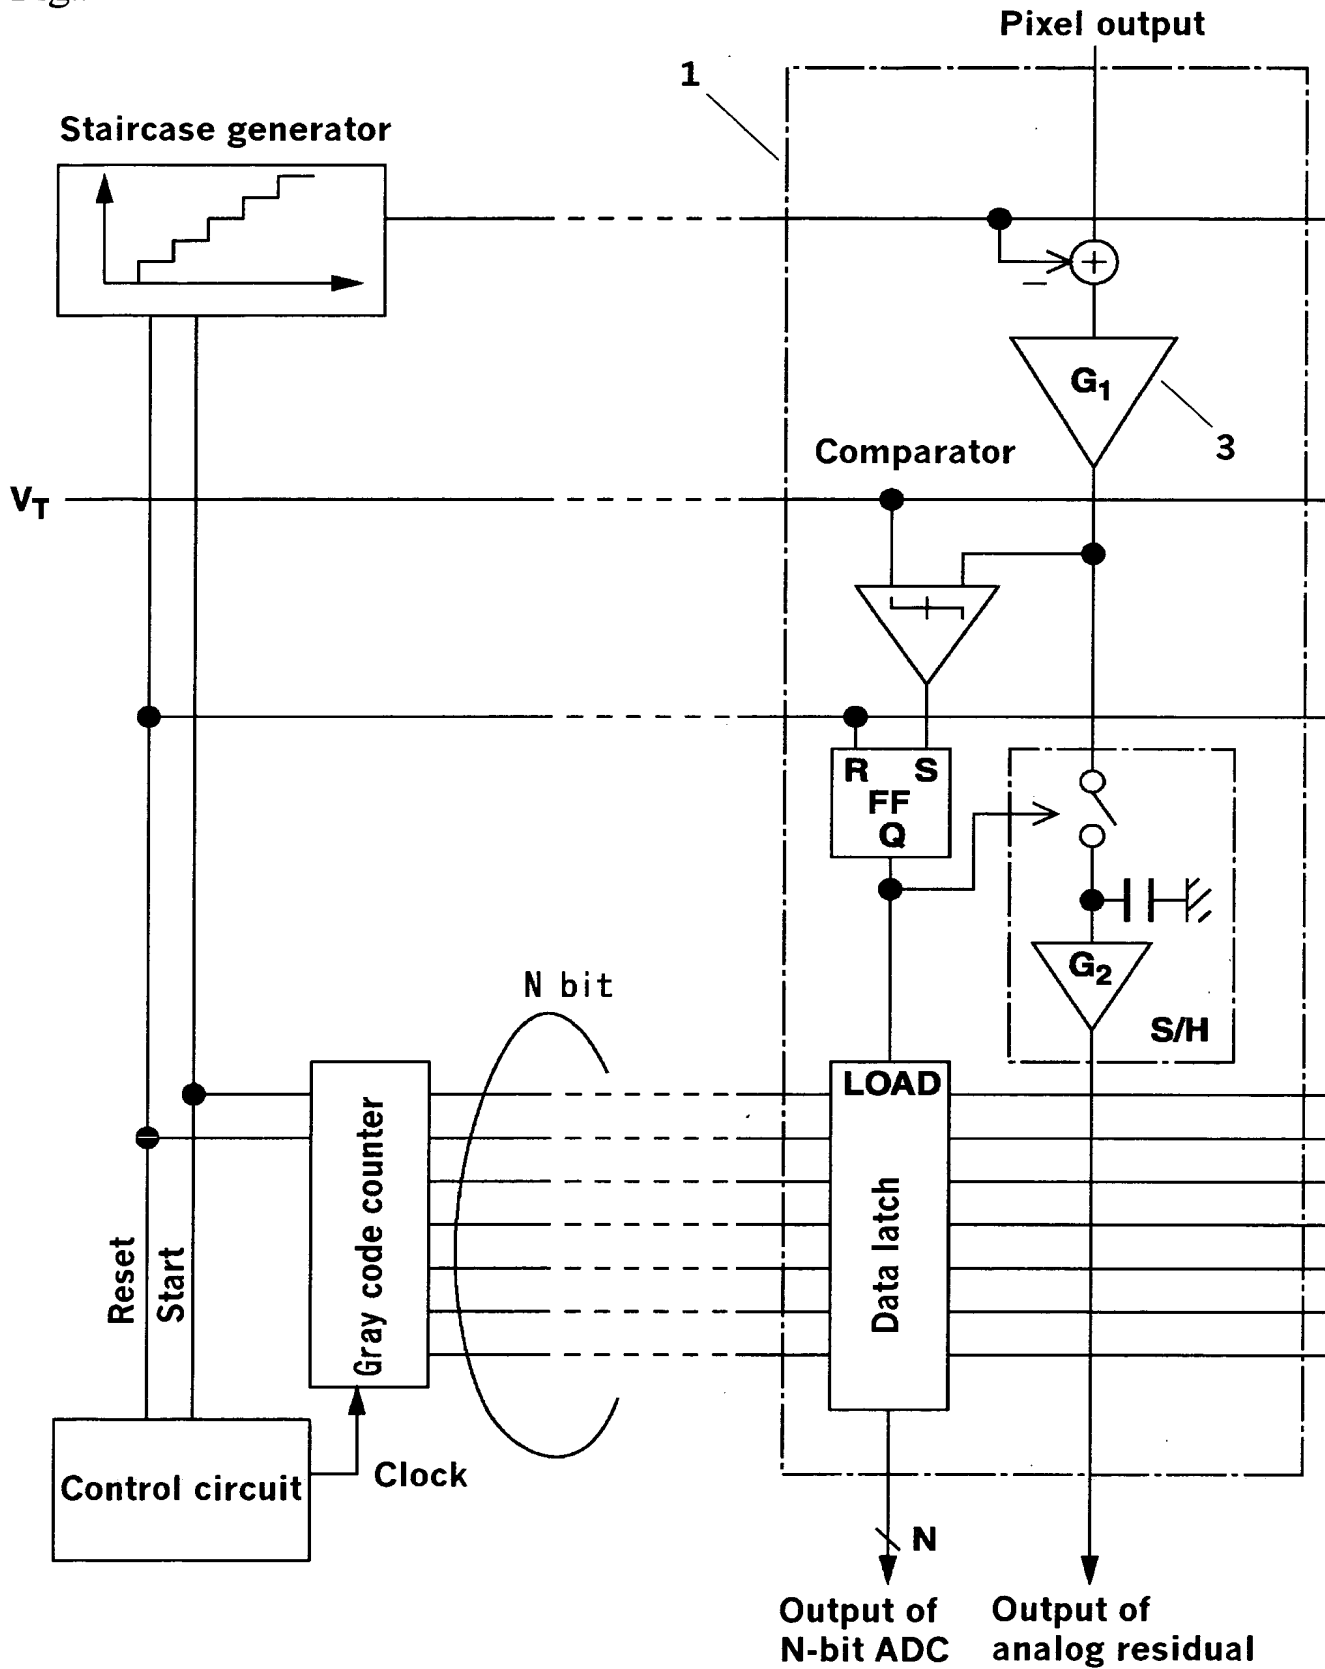 Pixel output
1
Staircase generator
+
−
G1
3
Comparator
VT
R S
FF
Q
G2
S/H
N bit
LOAD
Gray code counter
Data latch
Reset
Start
Control circuit
Clock
N
Output of
N-bit ADC
Output of
analog residual